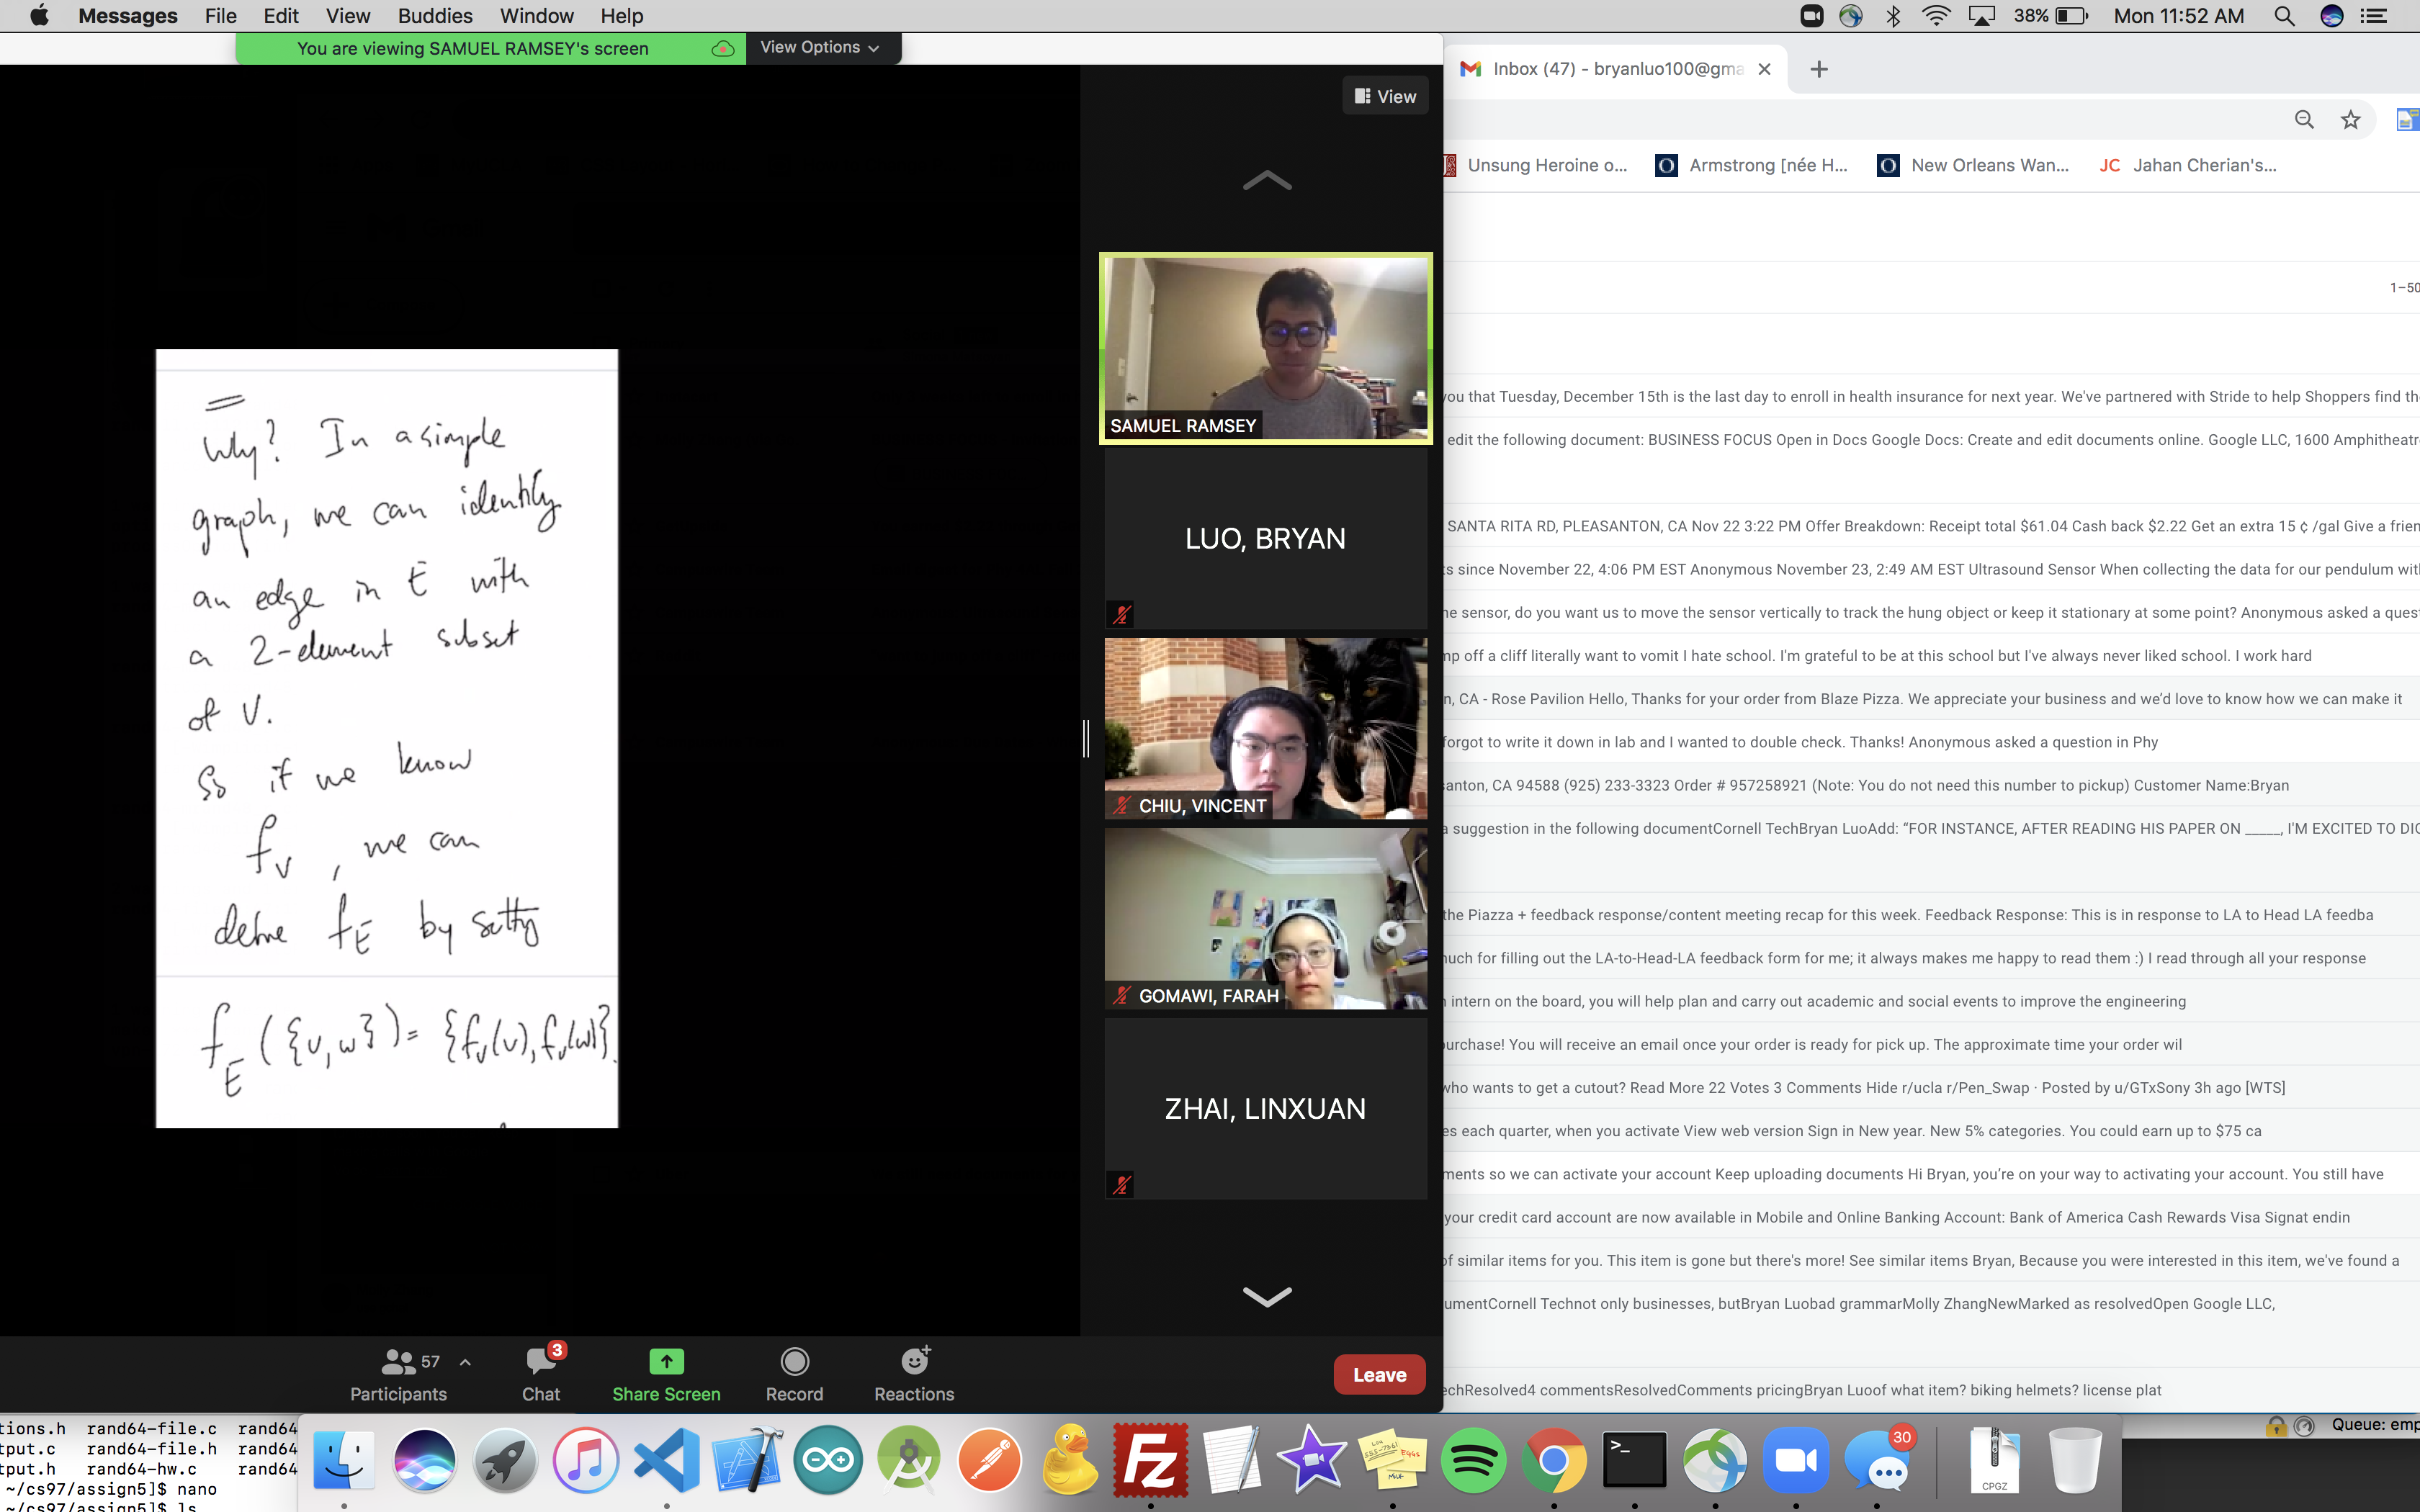 Messages File Edit View Buddies Window Help
38% Mon 11:52 AM
You are viewing SAMUEL RAMSEY's screen
View Options
View
Why? In a simple
graph, we can identify
an edge in E with
a 2-element subset
of V.
So if we know
f_V, we can
define f_E by setting
f_E({v,w}) = {f_V(v), f_V(w)}.
SAMUEL RAMSEY
LUO, BRYAN
CHIU, VINCENT
GOMAWI, FARAH
ZHAI, LINXUAN
57
Participants
3
Chat
Share Screen
Record
Reactions
Leave
Inbox (47) - bryanluo100@gma
Unsung Heroine o... Armstrong [née H... New Orleans Wan... JC Jahan Cherian's...
1–50
you that Tuesday, December 15th is the last day to enroll in health insurance for next year. We've partnered with Stride to help Shoppers find th
edit the following document: BUSINESS FOCUS Open in Docs Google Docs: Create and edit documents online. Google LLC, 1600 Amphitheatr
SANTA RITA RD, PLEASANTON, CA Nov 22 3:22 PM Offer Breakdown: Receipt total $61.04 Cash back $2.22 Get an extra 15 ¢ /gal Give a frien
ts since November 22, 4:06 PM EST Anonymous November 23, 2:49 AM EST Ultrasound Sensor When collecting the data for our pendulum wit
ne sensor, do you want us to move the sensor vertically to track the hung object or keep it stationary at some point? Anonymous asked a ques
mp off a cliff literally want to vomit I hate school. I'm grateful to be at this school but I've always never liked school. I work hard
n, CA - Rose Pavilion Hello, Thanks for your order from Blaze Pizza. We appreciate your business and we'd love to know how we can make it
forgot to write it down in lab and I wanted to double check. Thanks! Anonymous asked a question in Phy
santon, CA 94588 (925) 233-3323 Order # 957258921 (Note: You do not need this number to pickup) Customer Name:Bryan
a suggestion in the following documentCornell TechBryan LuoAdd: "FOR INSTANCE, AFTER READING HIS PAPER ON _____, I'M EXCITED TO DIG
the Piazza + feedback response/content meeting recap for this week. Feedback Response: This is in response to LA to Head LA feedba
much for filling out the LA-to-Head-LA feedback form for me; it always makes me happy to read them :) I read through all your response
n intern on the board, you will help plan and carry out academic and social events to improve the engineering
purchase! You will receive an email once your order is ready for pick up. The approximate time your order wil
who wants to get a cutout? Read More 22 Votes 3 Comments Hide r/ucla r/Pen_Swap · Posted by u/GTxSony 3h ago [WTS]
es each quarter, when you activate View web version Sign in New year. New 5% categories. You could earn up to $75 ca
ments so we can activate your account Keep uploading documents Hi Bryan, you're on your way to activating your account. You still have
your credit card account are now available in Mobile and Online Banking Account: Bank of America Cash Rewards Visa Signat endin
of similar items for you. This item is gone but there's more! See similar items Bryan, Because you were interested in this item, we've found a
umentCornell Technot only businesses, butBryan Luobad grammarMolly ZhangNewMarked as resolvedOpen Google LLC,
echResolved4 commentsResolvedComments pricingBryan Luoof what item? biking helmets? license plat
tions.h rand64-file.c rand64
tput.c rand64-file.h rand64
tput.h rand64-hw.c rand64
~/cs97/assign5]$ nano
~/cs97/assign5]$ ls
Queue: emp
30
CPGZ